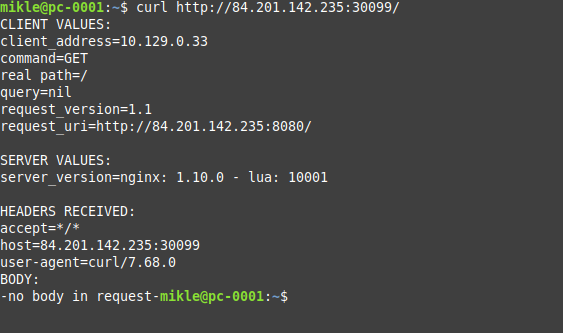 mikle@pc-0001:~$ curl http://84.201.142.235:30099/
CLIENT VALUES:
client_address=10.129.0.33
command=GET
real path=/
query=nil
request_version=1.1
request_uri=http://84.201.142.235:8080/

SERVER VALUES:
server_version=nginx: 1.10.0 - lua: 10001

HEADERS RECEIVED:
accept=*/*
host=84.201.142.235:30099
user-agent=curl/7.68.0
BODY:
-no body in request-mikle@pc-0001:~$